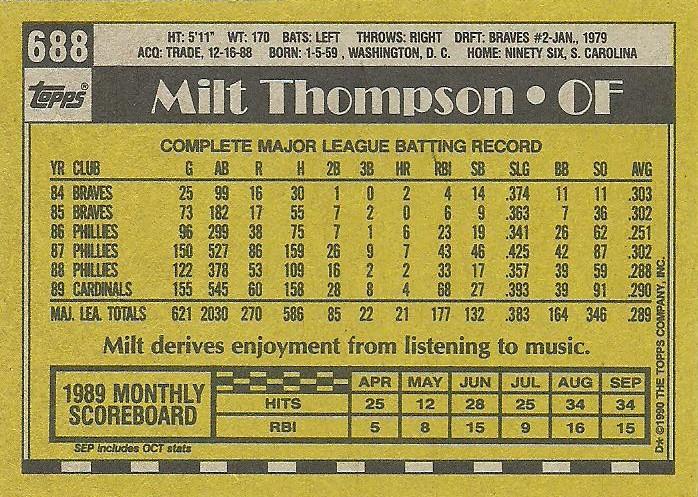 688
HT: 5'11" WT: 170 BATS: LEFT THROWS: RIGHT DRFT: BRAVES #2-JAN., 1979
ACQ: TRADE, 12-16-88 BORN: 1-5-59, WASHINGTON, D. C. HOME: NINETY SIX, S. CAROLINA
Topps®
Milt Thompson • OF
COMPLETE MAJOR LEAGUE BATTING RECORD
YR CLUB G AB R H 2B 3B HR RBI SB SLG BB SO AVG
84 BRAVES 25 99 16 30 1 0 2 4 14 .374 11 11 .303
85 BRAVES 73 182 17 55 7 2 0 6 9 .363 7 36 .302
86 PHILLIES 96 299 38 75 7 1 6 23 19 .341 26 62 .251
87 PHILLIES 150 527 86 159 26 9 7 43 46 .425 42 87 .302
88 PHILLIES 122 378 53 109 16 2 2 33 17 .357 39 59 .288
89 CARDINALS 155 545 60 158 28 8 4 68 27 .393 39 91 .290
MAJ. LEA. TOTALS 621 2030 270 586 85 22 21 177 132 .383 164 346 .289
Milt derives enjoyment from listening to music.
1989 MONTHLY
SCOREBOARD
APR MAY JUN JUL AUG SEP
HITS 25 12 28 25 34 34
RBI 5 8 15 9 16 15
SEP includes OCT stats
D* ©1990 THE TOPPS COMPANY, INC.